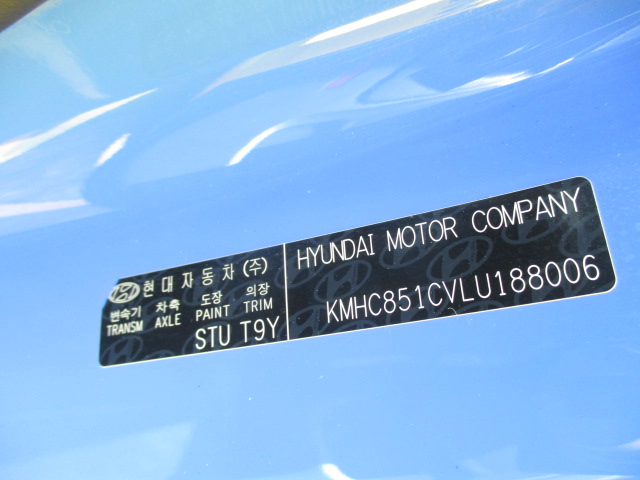 현대자동차(주)
변속기 차축 도장 의장
TRANSM AXLE PAINT TRIM
STU T9Y
HYUNDAI MOTOR COMPANY
KMHC851CVLU188006